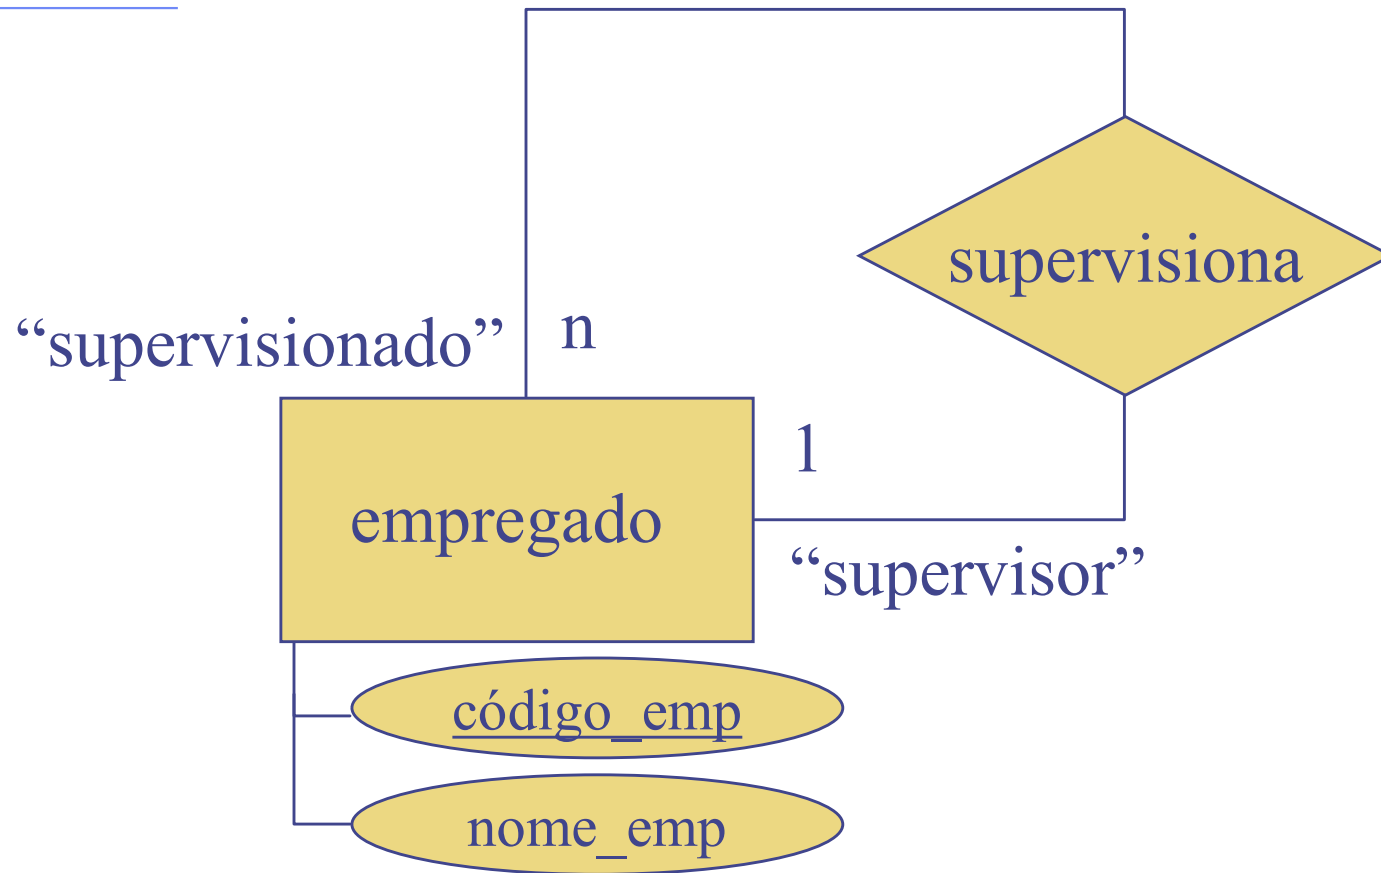 supervisiona
“supervisionado” n
1
empregado
“supervisor”
código_emp
nome_emp